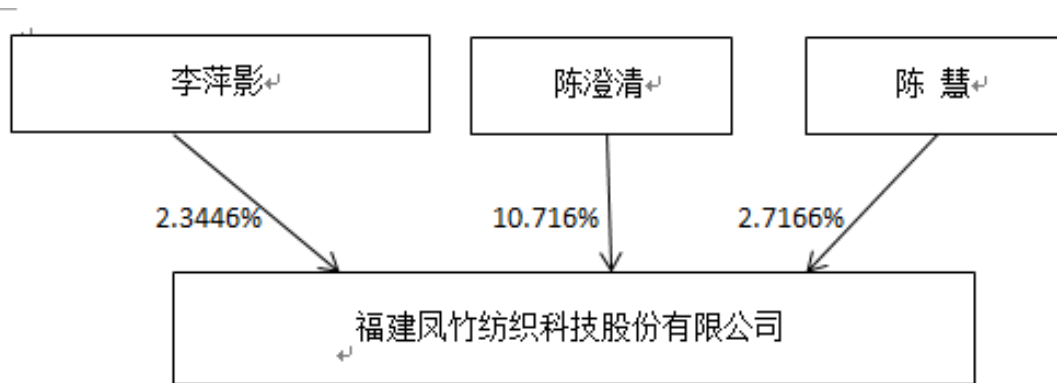 李萍影
陈澄清
陈 慧
2.3446%
10.716%
2.7166%
福建凤竹纺织科技股份有限公司